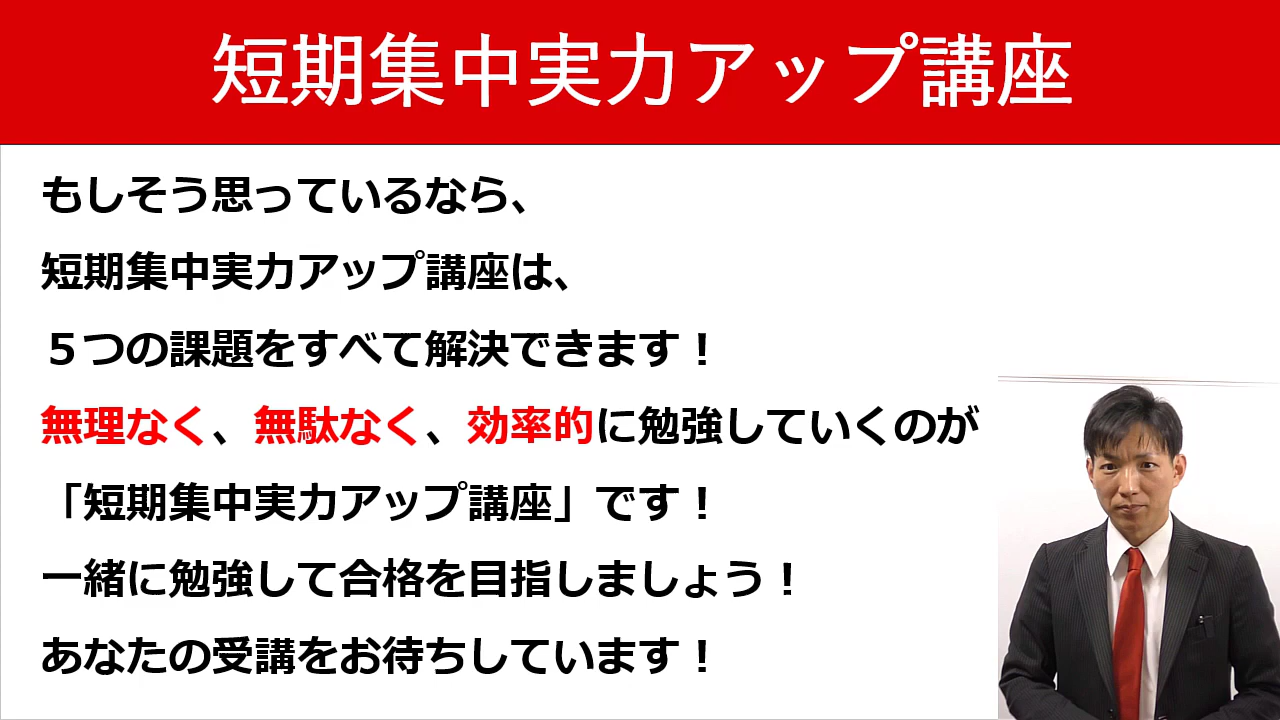 短期集中実力アップ講座
もしそう思っているなら、
短期集中実力アップ講座は、
５つの課題をすべて解決できます！
無理なく、無駄なく、効率的に勉強していくのが
「短期集中実力アップ講座」です！
一緒に勉強して合格を目指しましょう！
あなたの受講をお待ちしています！